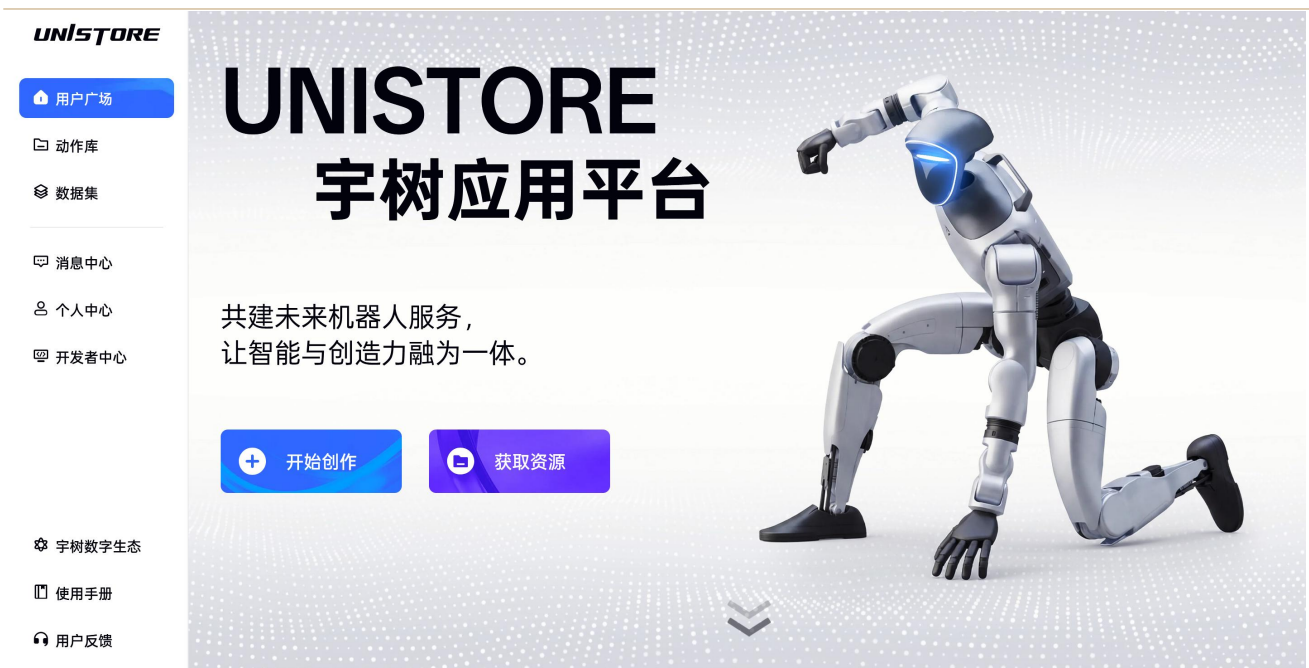 UNISTORE
用户广场
动作库
数据集
消息中心
个人中心
开发者中心
宇树数字生态
使用手册
用户反馈
UNISTORE
宇树应用平台
共建未来机器人服务，
让智能与创造力融为一体。
开始创作
获取资源